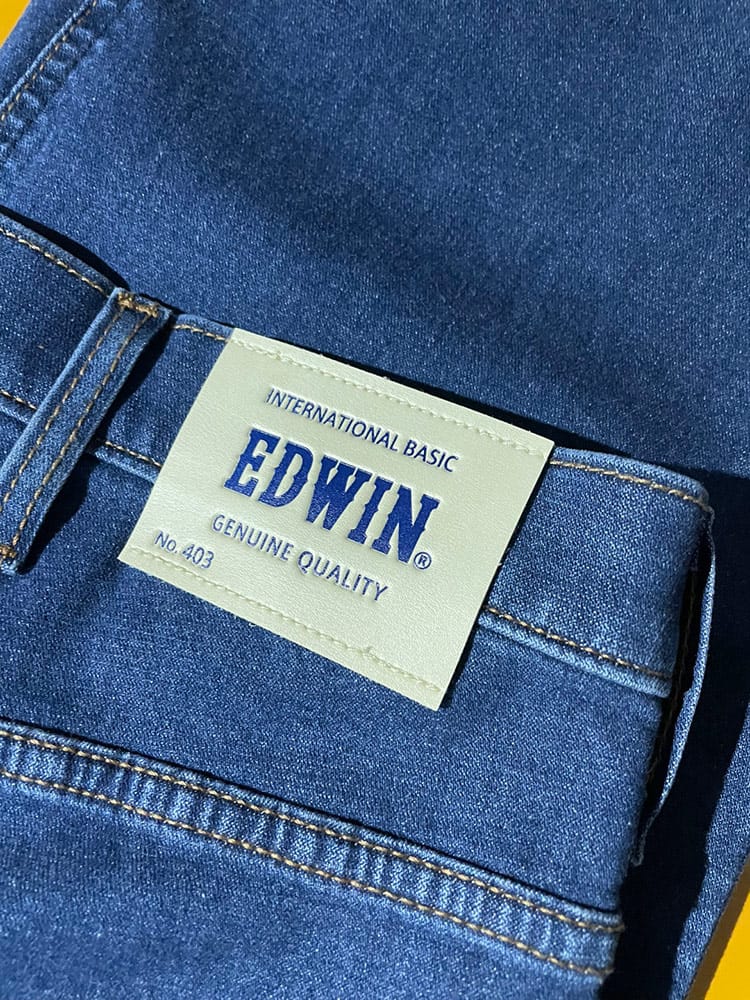 INTERNATIONAL BASIC
EDWIN®
GENUINE QUALITY
No. 403